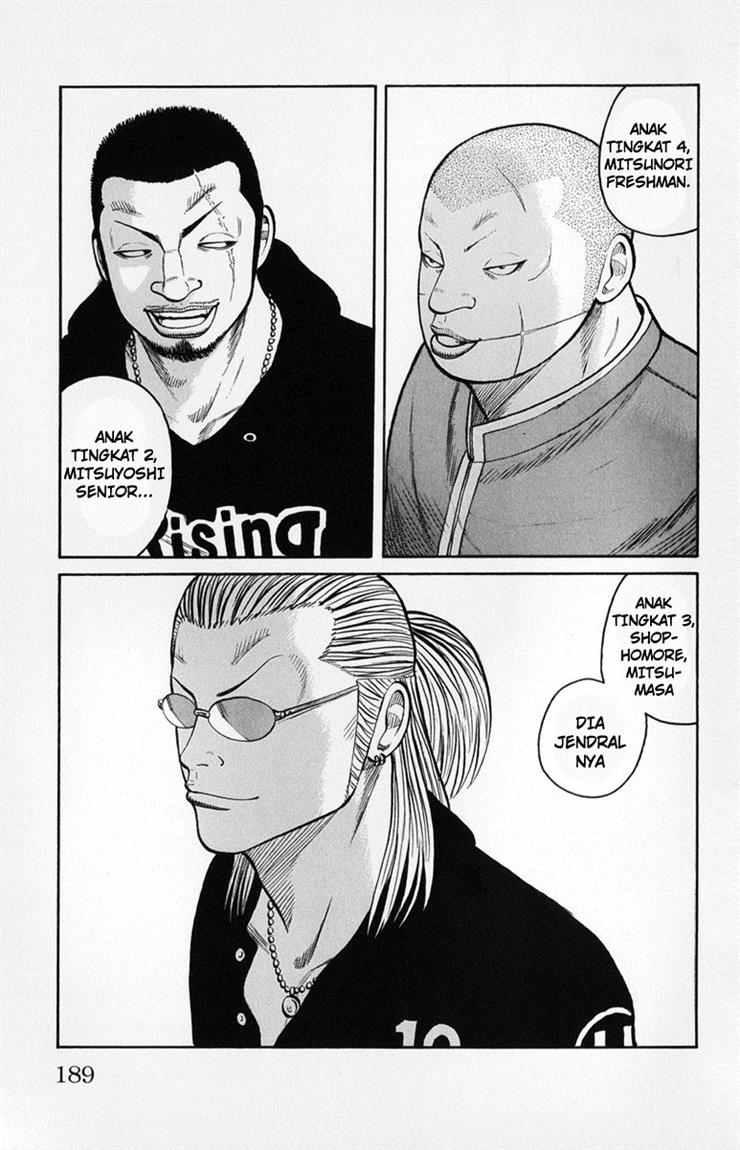 ANAK
TINGKAT 4,
MITSUNORI
FRESHMAN.
ANAK
TINGKAT 2,
MITSUYOSHI
SENIOR...
Rising
ANAK
TINGKAT 3,
SHOP-
HOMORE,
MITSU-
MASA
DIA
JENDRAL
NYA
10
189